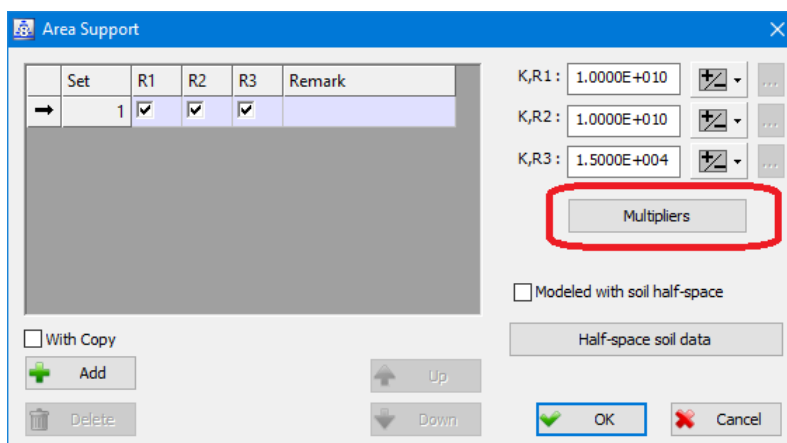 Area Support
Set R1 R2 R3 Remark
1
K,R1: 1.0000E+010
K,R2: 1.0000E+010
K,R3: 1.5000E+004
Multipliers
Modeled with soil half-space
Half-space soil data
With Copy
Add
Up
Delete
Down
OK
Cancel